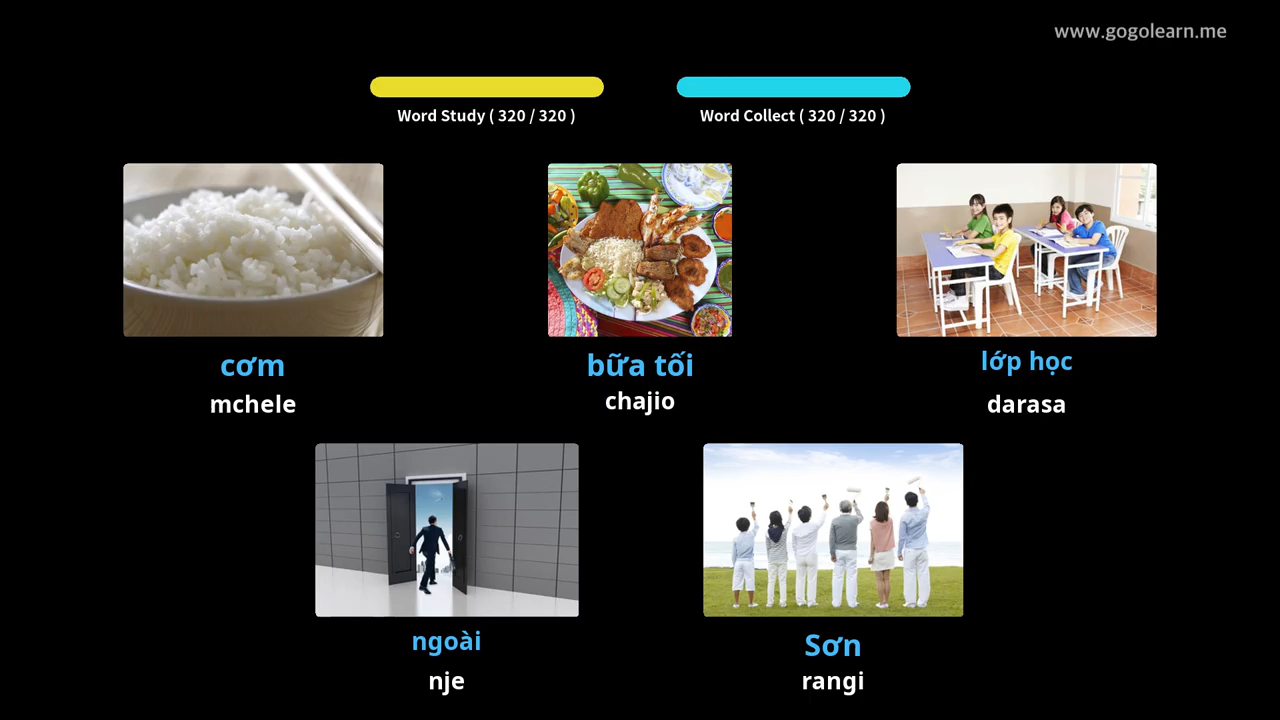 www.gogolearn.me
Word Study ( 320 / 320 )
Word Collect ( 320 / 320 )
cơm
mchele
bữa tối
chajio
lớp học
darasa
ngoài
nje
Sơn
rangi